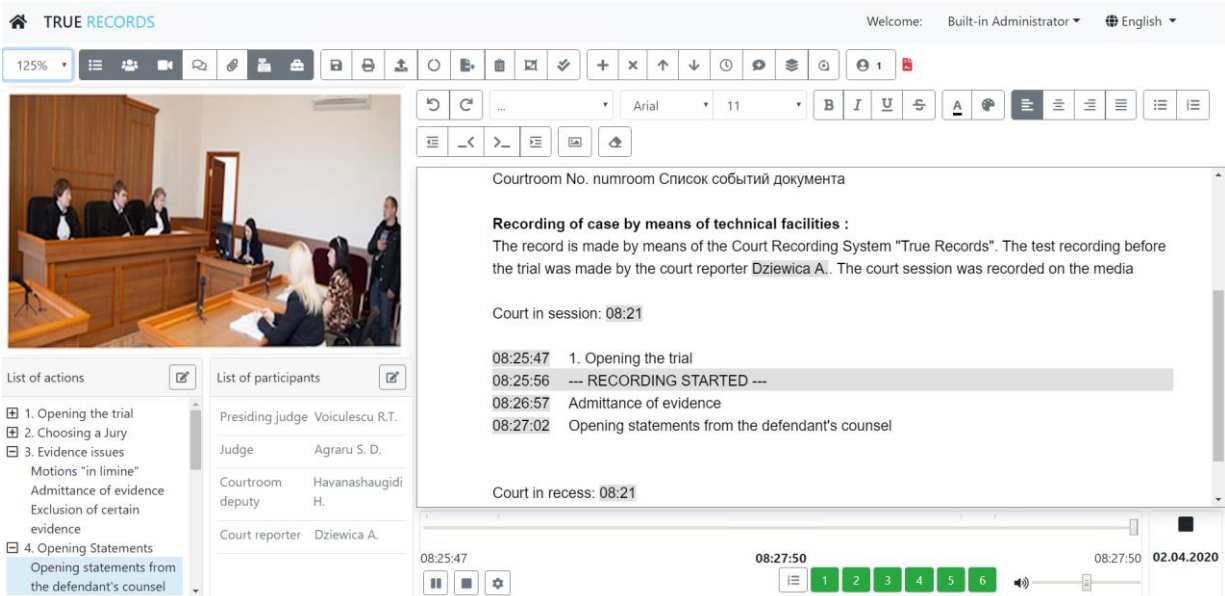 TRUE RECORDS
Welcome: Built-in Administrator English
125%
1
...
Arial
11
B I U S A
Courtroom No. numroom Список событий документа
Recording of case by means of technical facilities :
The record is made by means of the Court Recording System "True Records". The test recording before
the trial was made by the court reporter Dziewica A.. The court session was recorded on the media
Court in session: 08:21
08:25:47 1. Opening the trial
08:25:56 --- RECORDING STARTED ---
08:26:57 Admittance of evidence
08:27:02 Opening statements from the defendant's counsel
Court in recess: 08:21
List of actions
1. Opening the trial
2. Choosing a Jury
3. Evidence issues
Motions "in limine"
Admittance of evidence
Exclusion of certain
evidence
4. Opening Statements
Opening statements from
the defendant's counsel
List of participants
Presiding judge Voiculescu R.T.
Judge Agraru S. D.
Courtroom Havanashaugidi
deputy H.
Court reporter Dziewica A.
08:25:47 08:27:50 08:27:50 02.04.2020
1 2 3 4 5 6